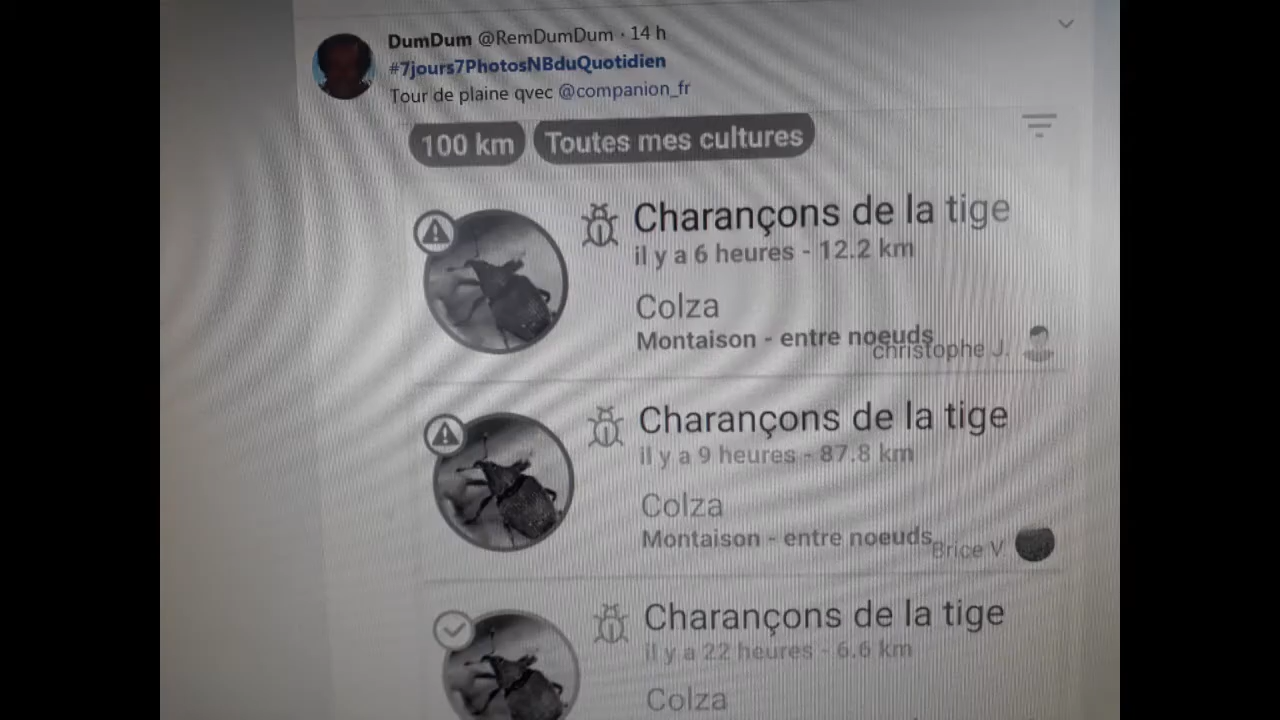 DumDum @RemDumDum · 14 h
#7jours7PhotosNBduQuotidien
Tour de plaine qvec @companion_fr
100 km Toutes mes cultures
Charançons de la tige
il y a 6 heures - 12.2 km
Colza
Montaison - entre noeuds
christophe J.
Charançons de la tige
il y a 9 heures - 87.8 km
Colza
Montaison - entre noeuds
Brice V
Charançons de la tige
il y a 22 heures - 6.6 km
Colza